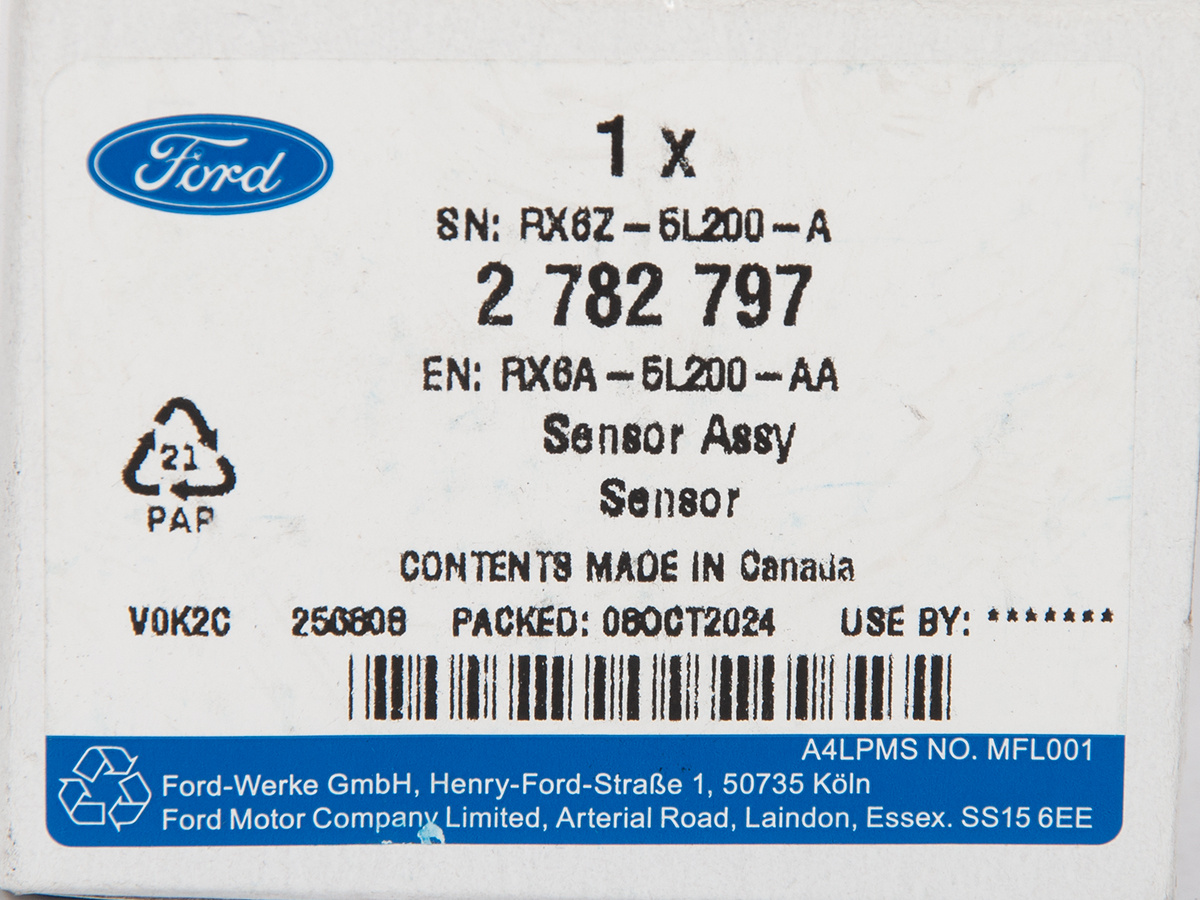 Ford
1 x
SN: RX6Z-5L200-A
2 782 797
EN: RX6A-5L200-AA
Sensor Assy
Sensor
21
PAP
CONTENTS MADE IN Canada
V0K2C PACKED: 08OCT2024 USE BY: *******
A4LPMS NO. MFL001
Ford-Werke GmbH, Henry-Ford-Straße 1, 50735 Köln
Ford Motor Company Limited, Arterial Road, Laindon, Essex. SS15 6EE